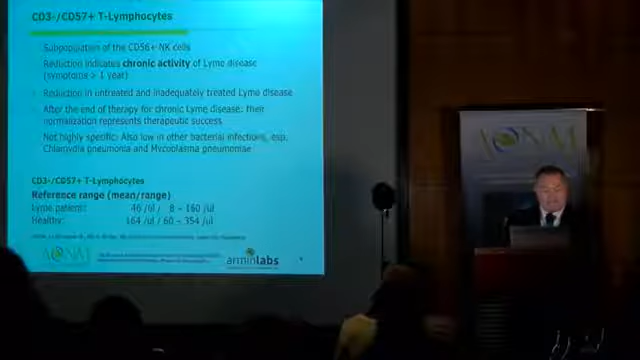 CD3-/CD57+ T-Lymphocytes
Subpopulation of the CD56+ NK cells
Reduction indicates chronic activity of Lyme disease
(symptoms > 1 year)
Reduction in untreated and inadequately treated Lyme disease
After the end of therapy for chronic Lyme disease: their
normalization represents therapeutic success
Not highly specific: Also low in other bacterial infections, esp.
Chlamydia pneumonia and Mycoplasma pneumoniae
CD3-/CD57+ T-Lymphocytes
Reference range (mean/range)
Lyme patient: 46 /ul / 8 - 160 /ul
Healthy: 164 /ul / 60 - 354 /ul
AONM
arminlabs
AONM